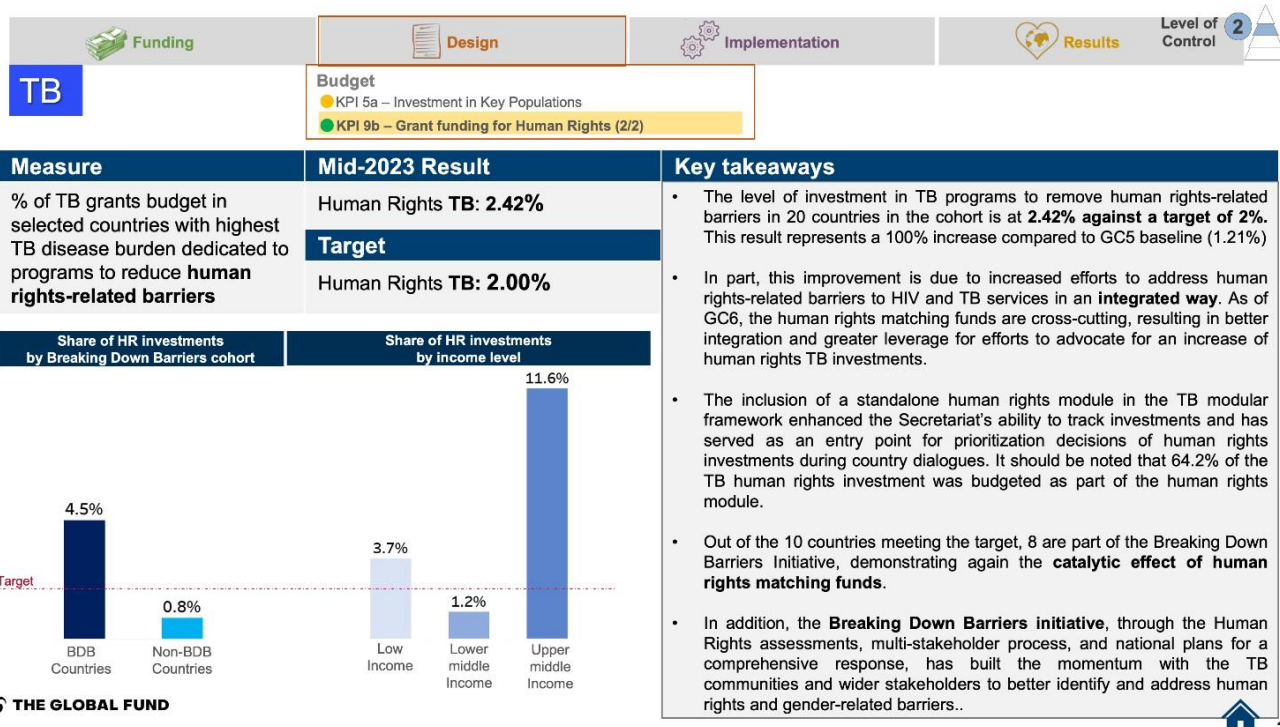 Funding
Design
Implementation
Results
Level of
Control
2
TB
Budget
KPI 5a – Investment in Key Populations
KPI 9b – Grant funding for Human Rights (2/2)
Measure
% of TB grants budget in
selected countries with highest
TB disease burden dedicated to
programs to reduce human
rights-related barriers
Mid-2023 Result
Human Rights TB: 2.42%
Target
Human Rights TB: 2.00%
Share of HR investments
by Breaking Down Barriers cohort
4.5%
Target
0.8%
BDB
Countries
Non-BDB
Countries
Share of HR investments
by income level
11.6%
3.7%
1.2%
Low
Income
Lower
middle
Income
Upper
middle
Income
Key takeaways
• The level of investment in TB programs to remove human rights-related
barriers in 20 countries in the cohort is at 2.42% against a target of 2%.
This result represents a 100% increase compared to GC5 baseline (1.21%)
• In part, this improvement is due to increased efforts to address human
rights-related barriers to HIV and TB services in an integrated way. As of
GC6, the human rights matching funds are cross-cutting, resulting in better
integration and greater leverage for efforts to advocate for an increase of
human rights TB investments.
• The inclusion of a standalone human rights module in the TB modular
framework enhanced the Secretariat's ability to track investments and has
served as an entry point for prioritization decisions of human rights
investments during country dialogues. It should be noted that 64.2% of the
TB human rights investment was budgeted as part of the human rights
module.
• Out of the 10 countries meeting the target, 8 are part of the Breaking Down
Barriers Initiative, demonstrating again the catalytic effect of human
rights matching funds.
• In addition, the Breaking Down Barriers initiative, through the Human
Rights assessments, multi-stakeholder process, and national plans for a
comprehensive response, has built the momentum with the TB
communities and wider stakeholders to better identify and address human
rights and gender-related barriers..
THE GLOBAL FUND